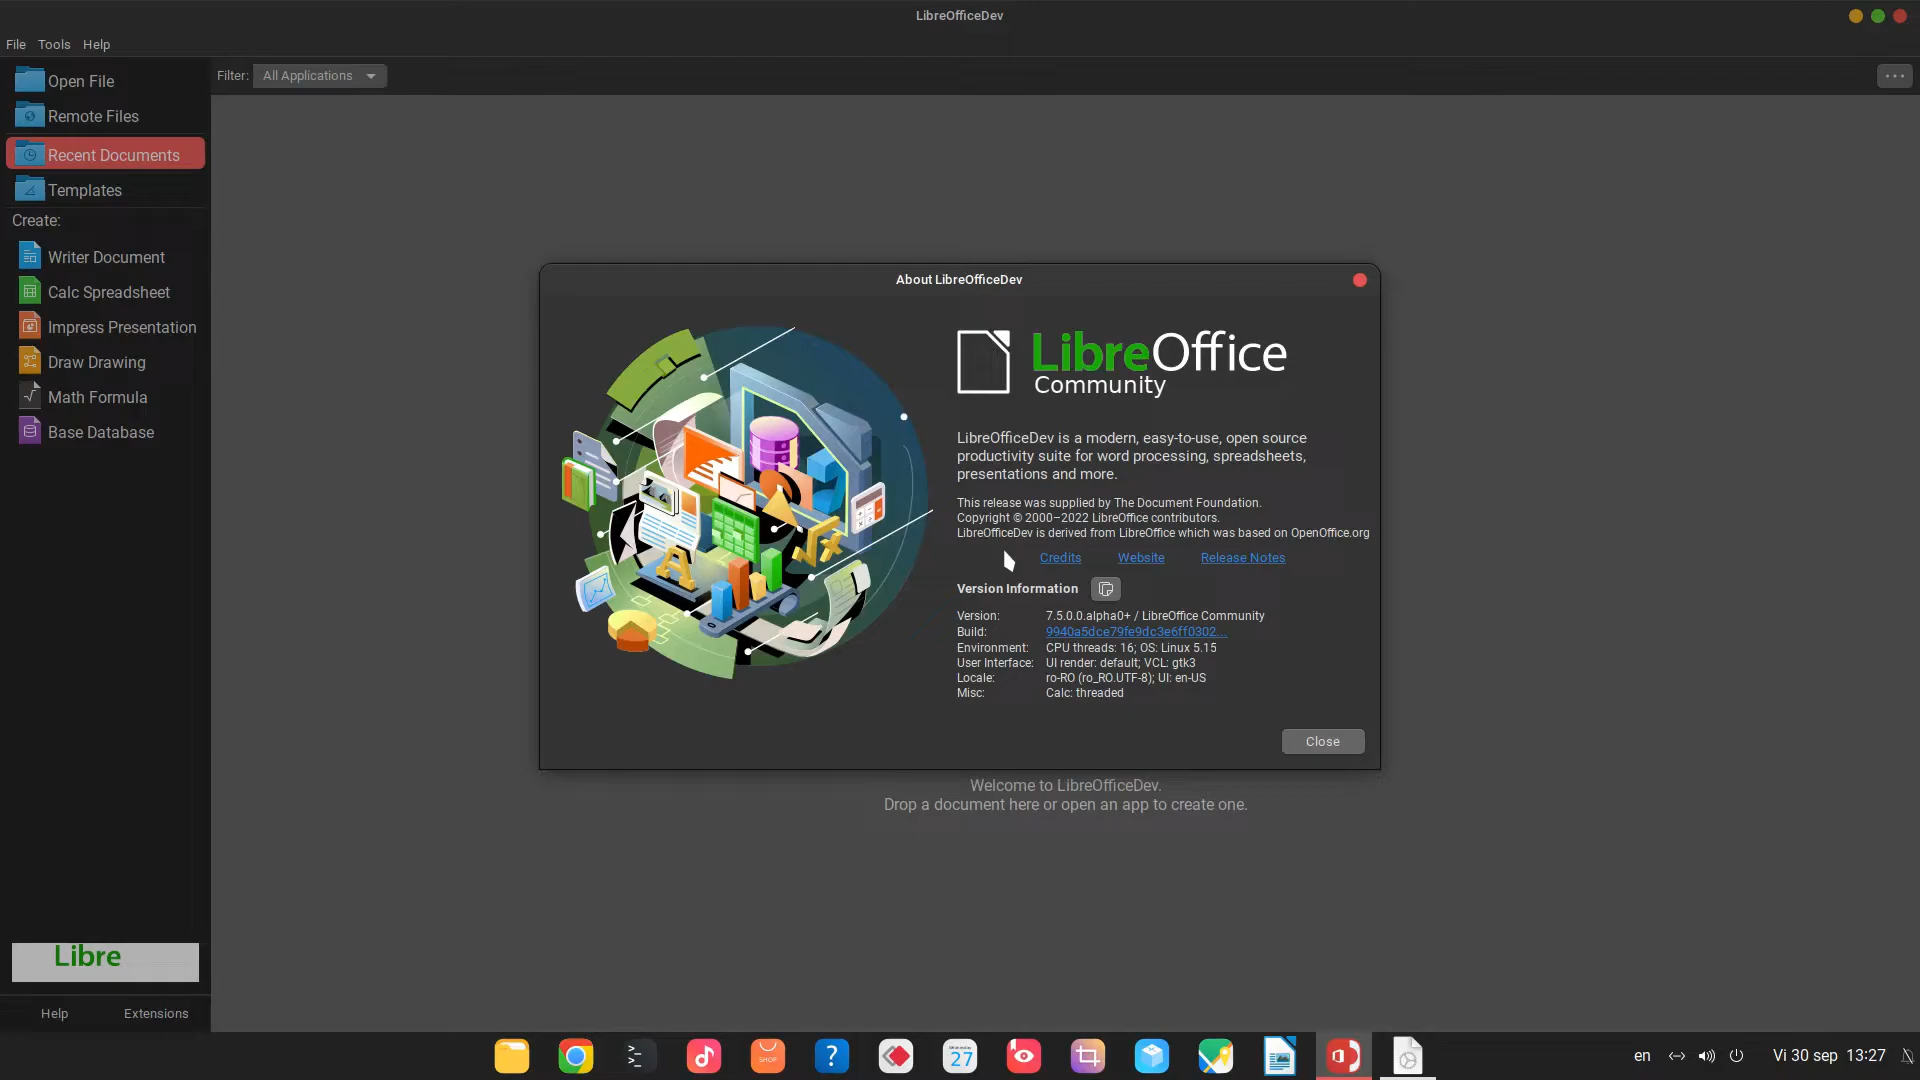 LibreOfficeDev
File Tools Help
Open File
Remote Files
Recent Documents
Templates
Create:
Writer Document
Calc Spreadsheet
Impress Presentation
Draw Drawing
Math Formula
Base Database
Libre
Help Extensions
Filter: All Applications
About LibreOfficeDev
LibreOffice
Community
LibreOfficeDev is a modern, easy-to-use, open source
productivity suite for word processing, spreadsheets,
presentations and more.
This release was supplied by The Document Foundation.
Copyright © 2000–2022 LibreOffice contributors.
LibreOfficeDev is derived from LibreOffice which was based on OpenOffice.org
Credits Website Release Notes
Version Information
Version: 7.5.0.0.alpha0+ / LibreOffice Community
Build: 9940a5dce79fe9dc3e6ff0302...
Environment: CPU threads: 16; OS: Linux 5.15
User Interface: UI render: default; VCL: gtk3
Locale: ro-RO (ro_RO.UTF-8); UI: en-US
Misc: Calc: threaded
Close
Welcome to LibreOfficeDev.
Drop a document here or open an app to create one.
SHOP
27
en
Vi 30 sep 13:27